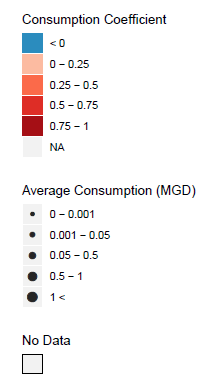 Consumption Coefficient
< 0
0 – 0.25
0.25 – 0.5
0.5 – 0.75
0.75 – 1
NA
Average Consumption (MGD)
0 – 0.001
0.001 – 0.05
0.05 – 0.5
0.5 – 1
1 <
No Data